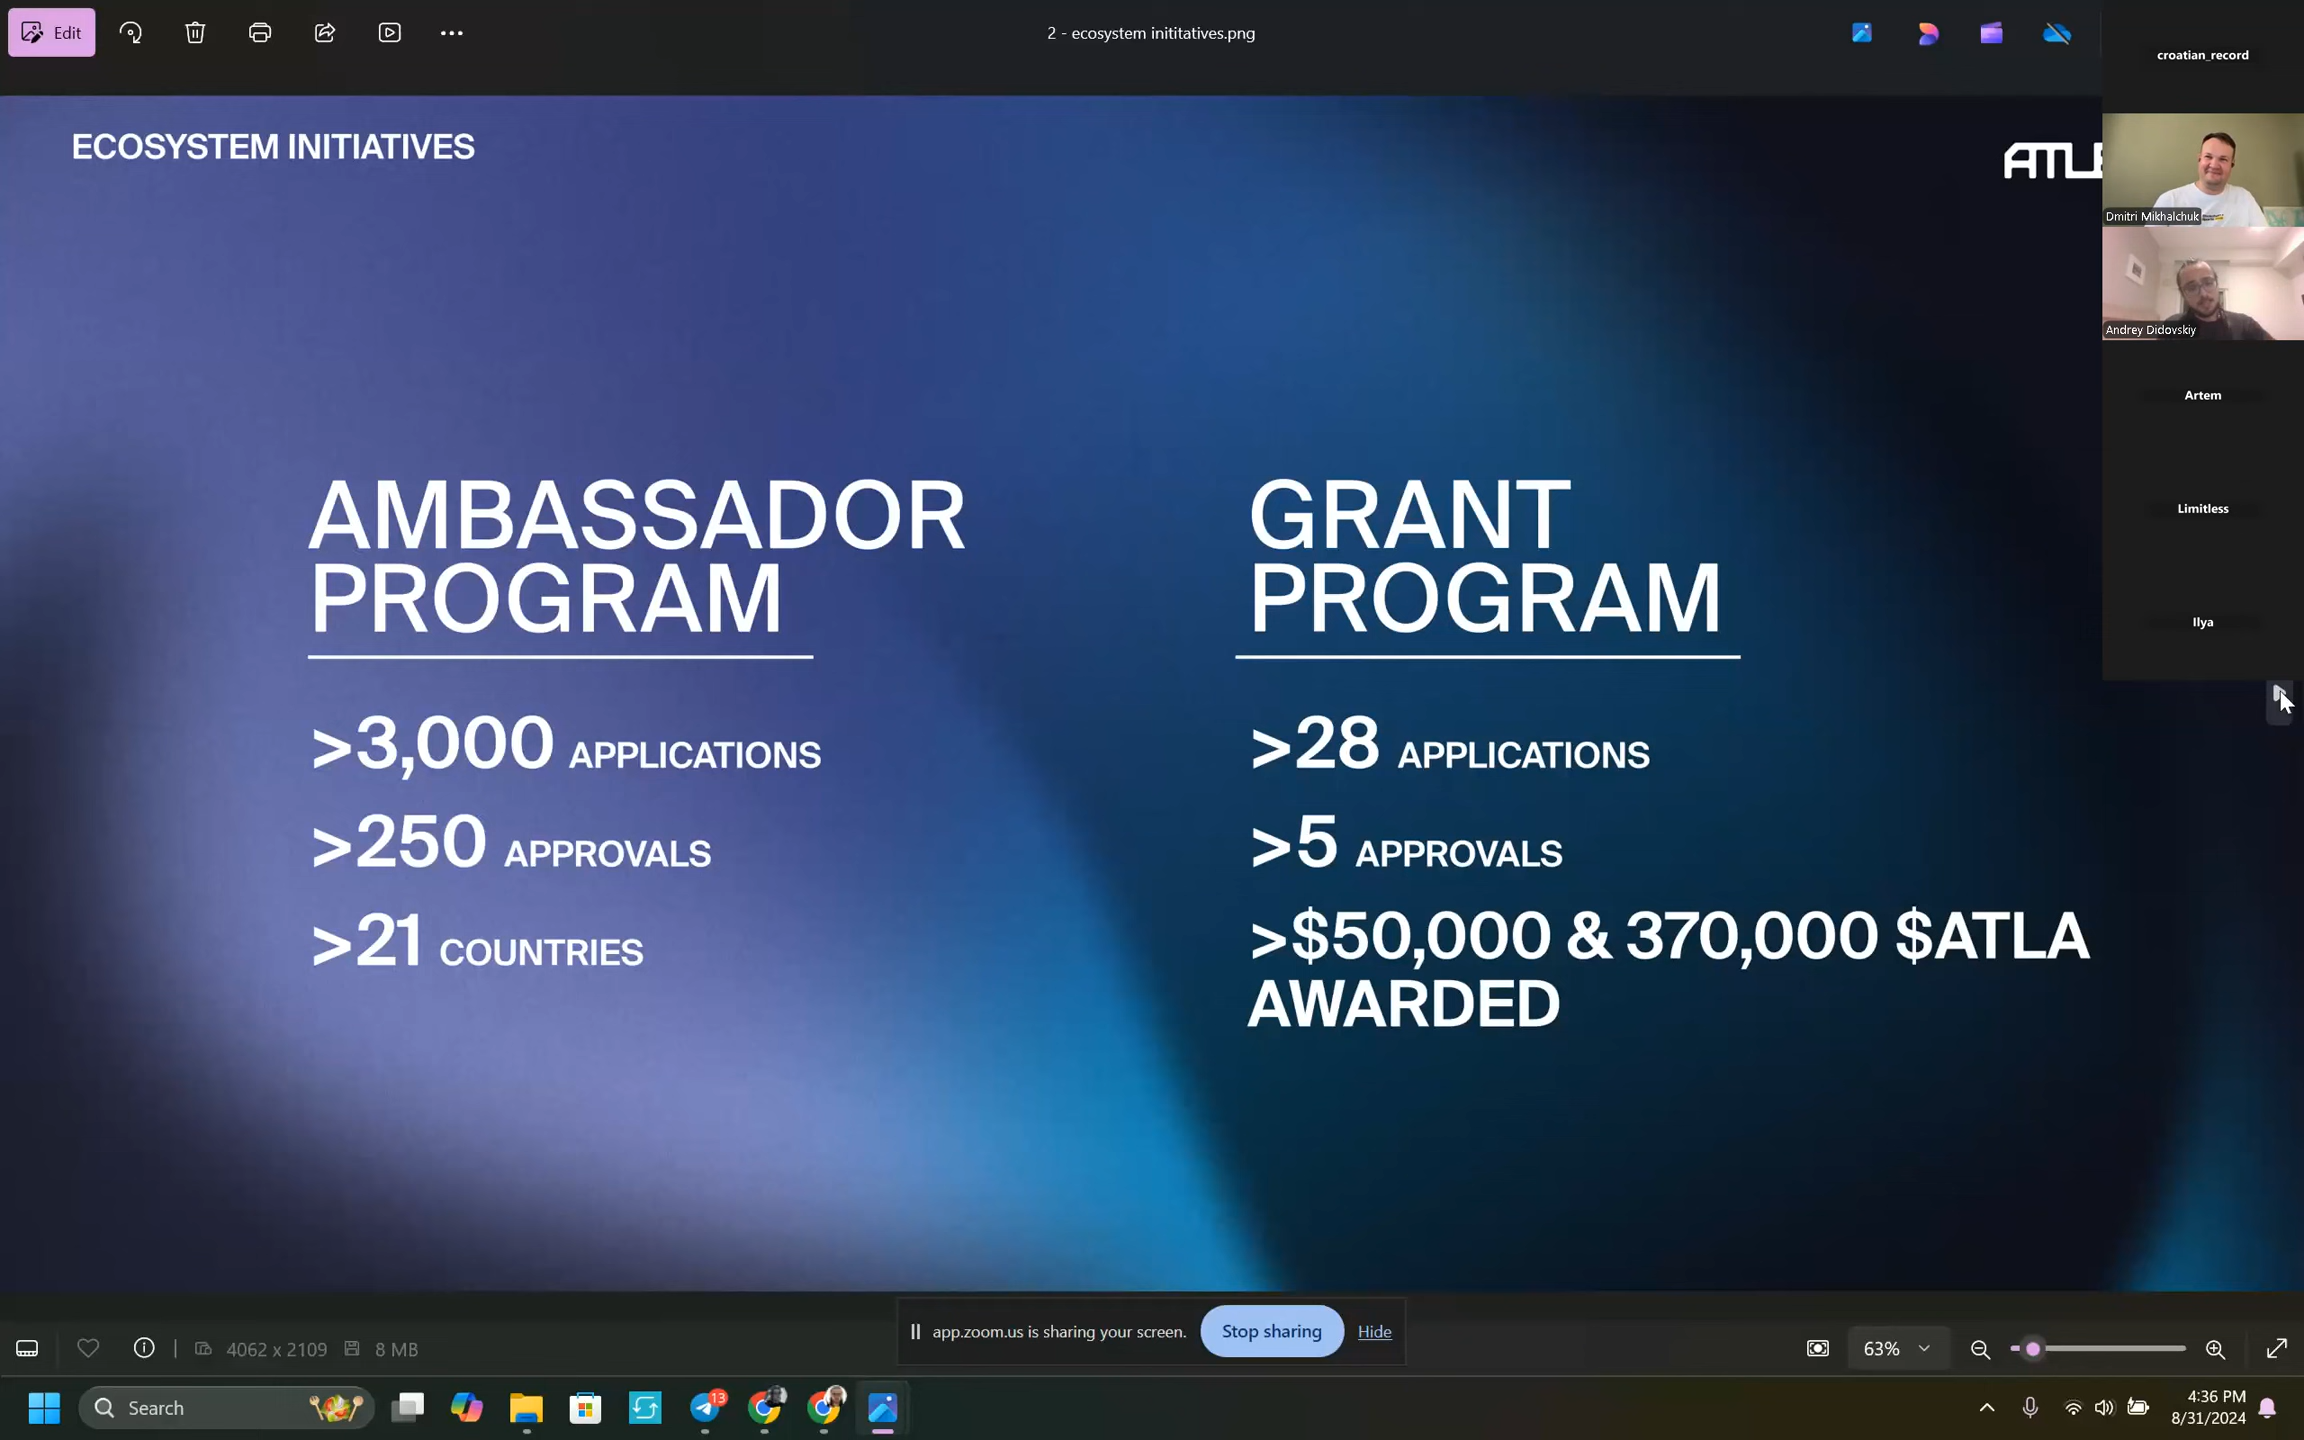 Edit
2 - ecosystem inititatives.png
croatian_record
ECOSYSTEM INITIATIVES
Dmitri Mikhalchuk
Andrey Didovskiy
Artem
Limitless
Ilya
AMBASSADOR
PROGRAM
>3,000 APPLICATIONS
>250 APPROVALS
>21 COUNTRIES
GRANT
PROGRAM
>28 APPLICATIONS
>5 APPROVALS
>$50,000 & 370,000 $ATLA
AWARDED
app.zoom.us is sharing your screen.
Stop sharing
Hide
4062 x 2109
8 MB
63%
Search
13
4:36 PM
8/31/2024